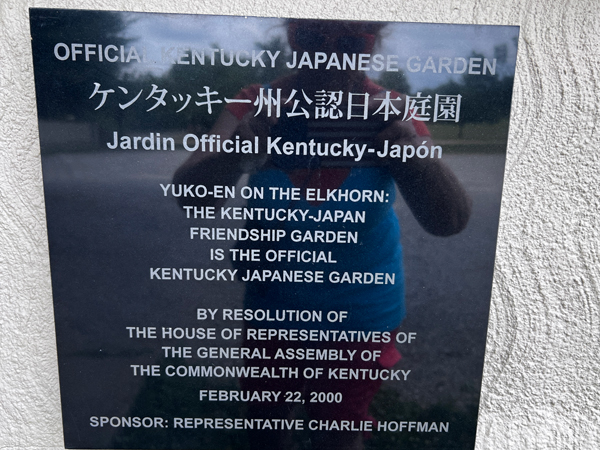 OFFICIAL KENTUCKY JAPANESE GARDEN
ケンタッキー州公認日本庭園
Jardin Official Kentucky-Japón
YUKO-EN ON THE ELKHORN:
THE KENTUCKY-JAPAN
FRIENDSHIP GARDEN
IS THE OFFICIAL
KENTUCKY JAPANESE GARDEN
BY RESOLUTION OF
THE HOUSE OF REPRESENTATIVES OF
THE GENERAL ASSEMBLY OF
THE COMMONWEALTH OF KENTUCKY
FEBRUARY 22, 2000
SPONSOR: REPRESENTATIVE CHARLIE HOFFMAN